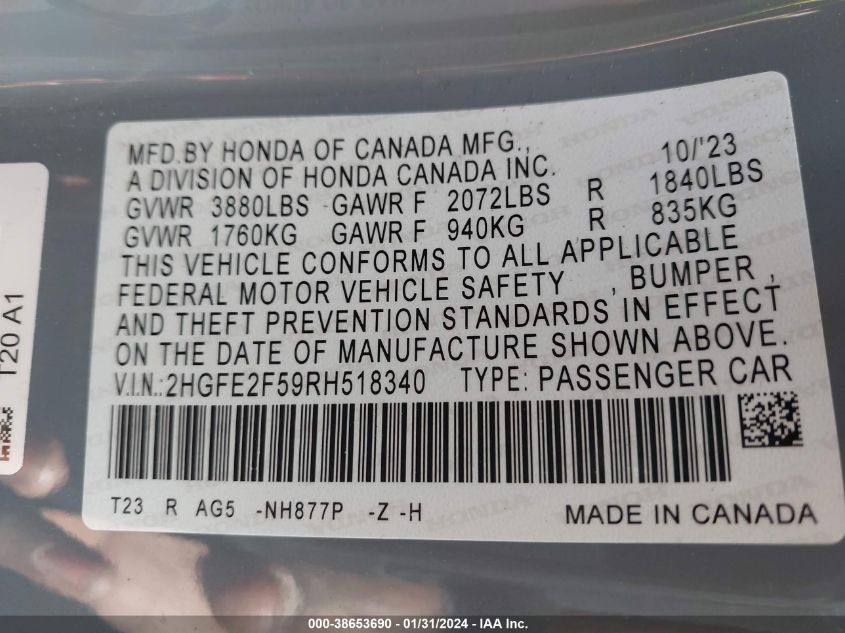 MFD.BY HONDA OF CANADA MFG., 10/'23
A DIVISION OF HONDA CANADA INC.
GVWR 3880LBS GAWR F 2072LBS R 1840LBS
GVWR 1760KG GAWR F 940KG R 835KG
THIS VEHICLE CONFORMS TO ALL APPLICABLE
FEDERAL MOTOR VEHICLE SAFETY , BUMPER ,
AND THEFT PREVENTION STANDARDS IN EFFECT
ON THE DATE OF MANUFACTURE SHOWN ABOVE.
V.I.N.:2HGFE2F59RH518340 TYPE: PASSENGER CAR
T23 R AG5 -NH877P -Z -H
MADE IN CANADA
T20 A1
000-38653690 - 01/31/2024 - IAA Inc.